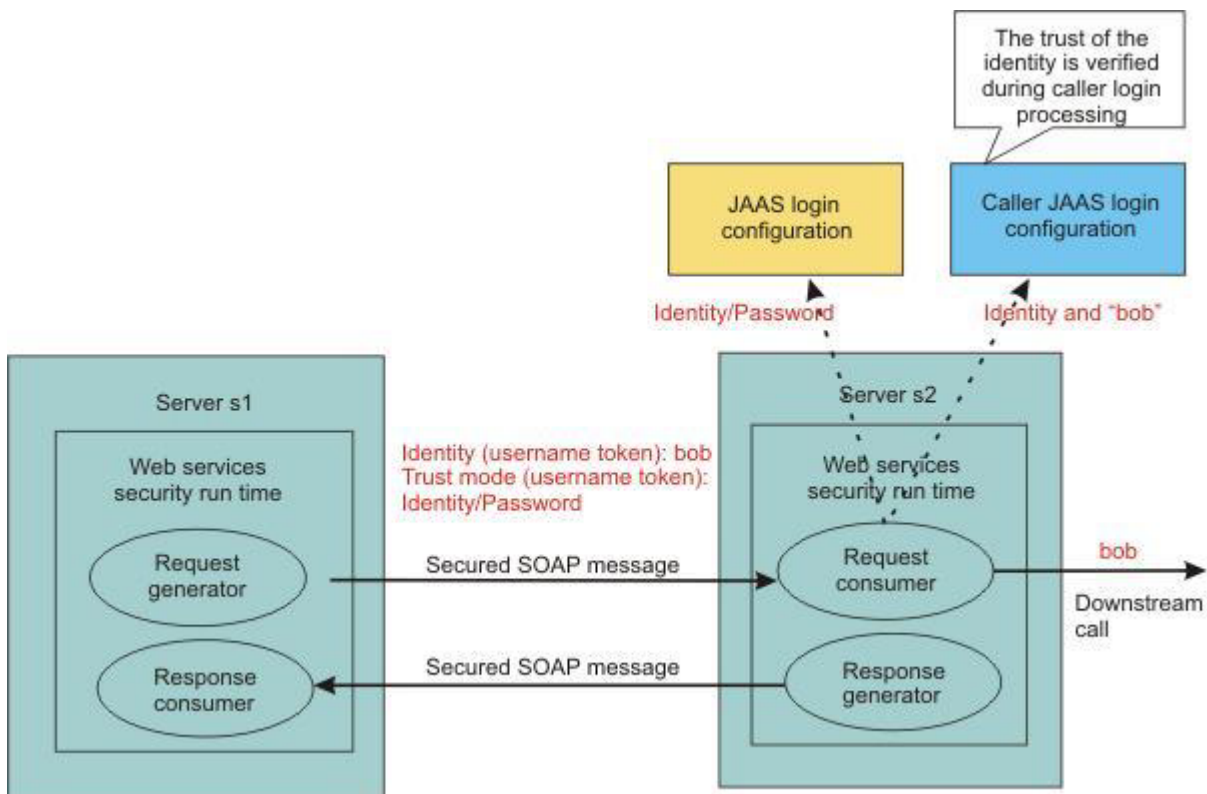 The trust of the
identity is verified
during caller login
processing
JAAS login
configuration
Caller JAAS login
configuration
Identity/Password
Identity and “bob”
Server s1
Web services
security run time
Request
generator
Response
consumer
Identity (username token): bob
Trust mode (username token):
Identity/Password
Secured SOAP message
Secured SOAP message
Server s2
Web services
security run time
Request
consumer
Response
generator
bob
Downstream
call